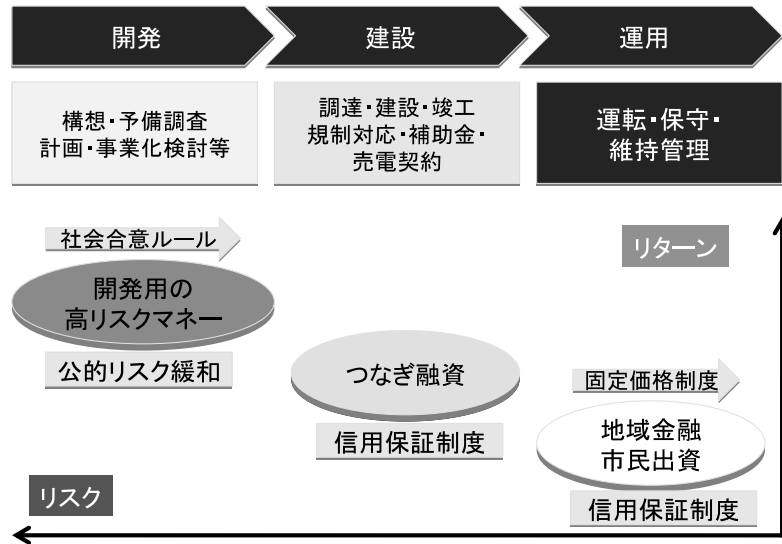 開発
建設
運用
構想・予備調査
計画・事業化検討等
調達・建設・竣工
規制対応・補助金・
売電契約
運転・保守・
維持管理
社会合意ルール
リターン
開発用の
高リスクマネー
公的リスク緩和
つなぎ融資
信用保証制度
固定価格制度
地域金融
市民出資
信用保証制度
リスク